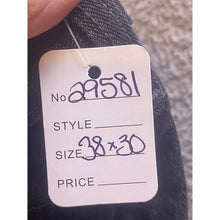 No 29581
STYLE
SIZE 38x30
PRICE